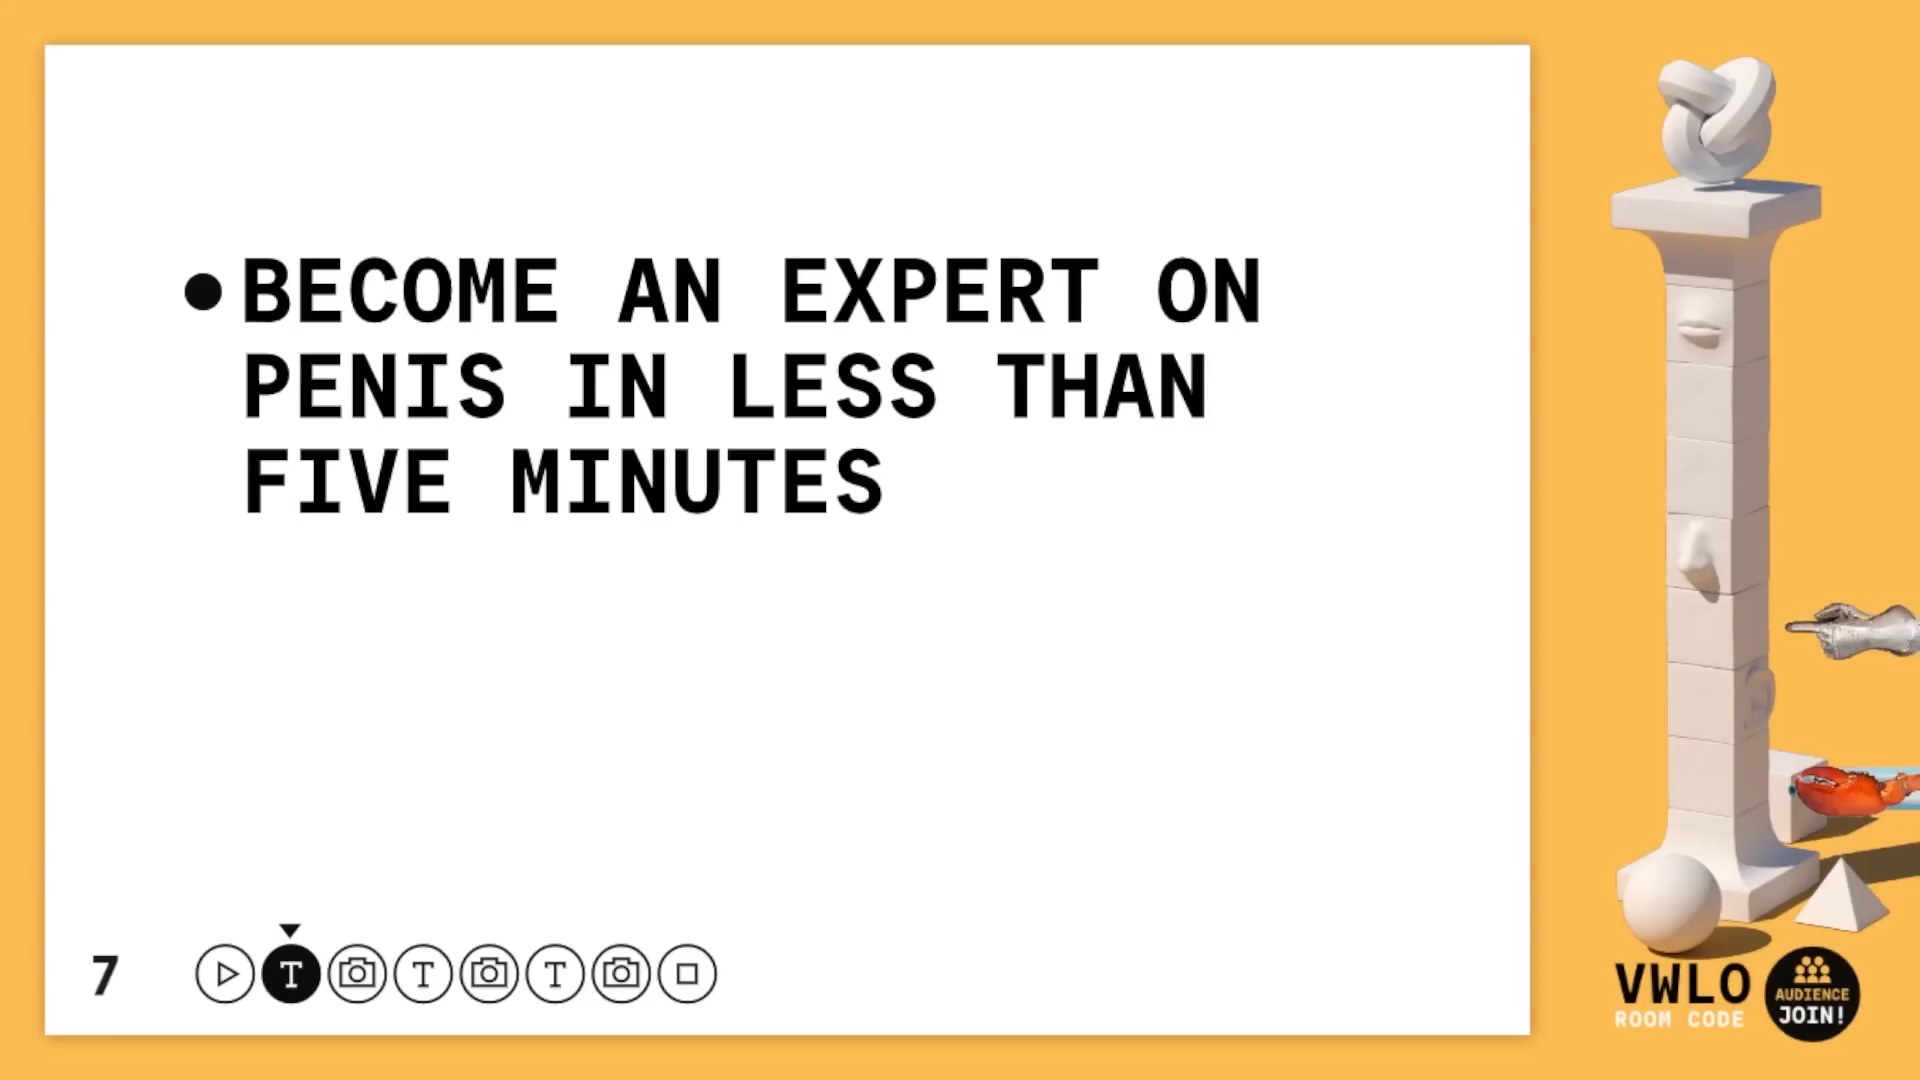 •BECOME AN EXPERT ON
PENIS IN LESS THAN
FIVE MINUTES
7
T T T
VWLO
ROOM CODE
AUDIENCE
JOIN!